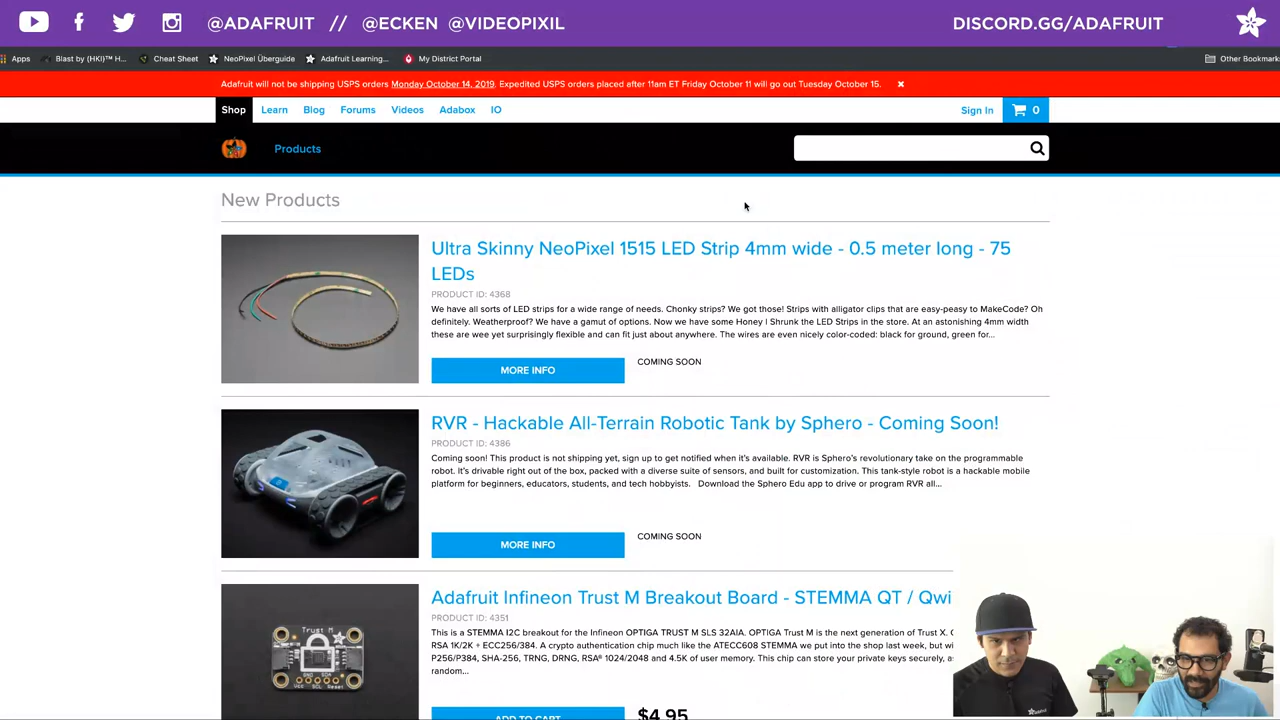 @ADAFRUIT // @ECKEN @VIDEOPIXIL
DISCORD.GG/ADAFRUIT
Apps
Blast by (HKI)™ H...
Cheat Sheet
NeoPixel Überguide
Adafruit Learning...
My District Portal
Other Bookmarks
Adafruit will not be shipping USPS orders Monday October 14, 2019. Expedited USPS orders placed after 11am ET Friday October 11 will go out Tuesday October 15.
Shop Learn Blog Forums Videos Adabox IO
Sign In
0
Products
New Products
Ultra Skinny NeoPixel 1515 LED Strip 4mm wide - 0.5 meter long - 75
LEDs
PRODUCT ID: 4368
We have all sorts of LED strips for a wide range of needs. Chonky strips? We got those! Strips with alligator clips that are easy-peasy to MakeCode? Oh
definitely. Weatherproof? We have a gamut of options. Now we have some Honey I Shrunk the LED Strips in the store. At an astonishing 4mm width
these are wee yet surprisingly flexible and can fit just about anywhere. The wires are even nicely color-coded: black for ground, green for...
MORE INFO
COMING SOON
RVR - Hackable All-Terrain Robotic Tank by Sphero - Coming Soon!
PRODUCT ID: 4386
Coming soon! This product is not shipping yet, sign up to get notified when it's available. RVR is Sphero's revolutionary take on the programmable
robot. It's drivable right out of the box, packed with a diverse suite of sensors, and built for customization. This tank-style robot is a hackable mobile
platform for beginners, educators, students, and tech hobbyists. Download the Sphero Edu app to drive or program RVR all...
MORE INFO
COMING SOON
Adafruit Infineon Trust M Breakout Board - STEMMA QT / Qwi
PRODUCT ID: 4351
This is a STEMMA I2C breakout for the Infineon OPTIGA TRUST M SLS 32AIA. OPTIGA Trust M is the next generation of Trust X.
RSA 1K/2K + ECC256/384. A crypto authentication chip much like the ATECC608 STEMMA we put into the shop last week, but wi
P256/P384, SHA-256, TRNG, DRNG, RSA® 1024/2048 and 4.5K of user memory. This chip can store your private keys securely, a
random...
ADD TO CART
$4.95
Trust M
GND SDA
Vcc SCL Reset